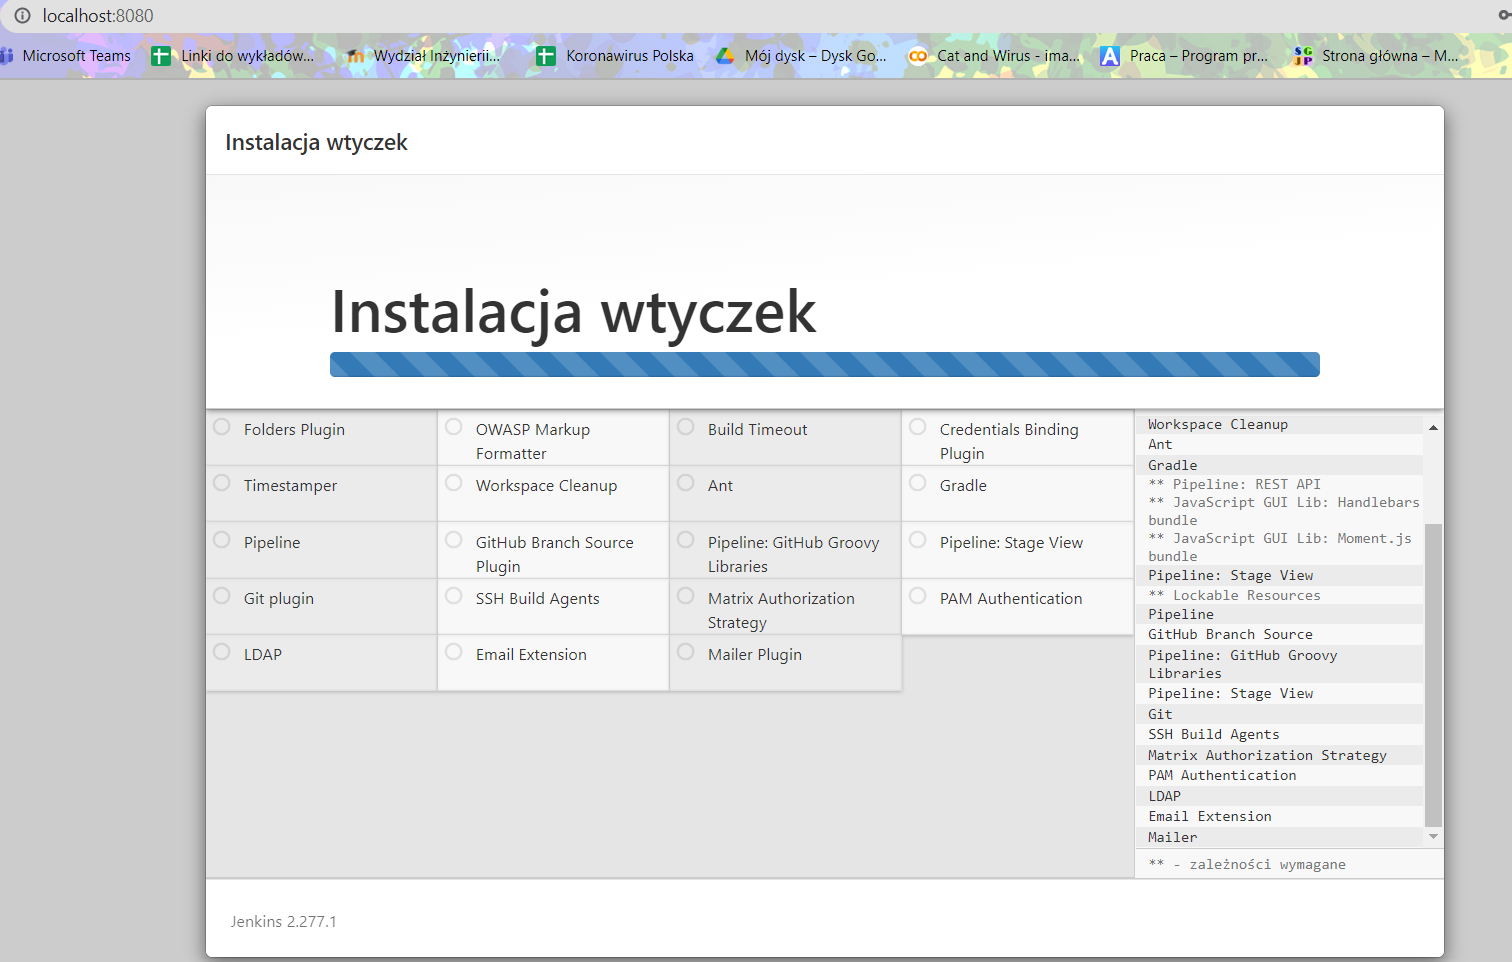 localhost:8080
Microsoft Teams
Linki do wykładów...
Wydział Inżynierii...
Koronawirus Polska
Mój dysk – Dysk Go...
Cat and Wirus - ima...
Praca – Program pr...
Strona główna – M...
Instalacja wtyczek
Instalacja wtyczek
Folders Plugin
OWASP Markup
Formatter
Build Timeout
Credentials Binding
Plugin
Timestamper
Workspace Cleanup
Ant
Gradle
Pipeline
GitHub Branch Source
Plugin
Pipeline: GitHub Groovy
Libraries
Pipeline: Stage View
Git plugin
SSH Build Agents
Matrix Authorization
Strategy
PAM Authentication
LDAP
Email Extension
Mailer Plugin
Workspace Cleanup
Ant
Gradle
** Pipeline: REST API
** JavaScript GUI Lib: Handlebars
bundle
** JavaScript GUI Lib: Moment.js
bundle
Pipeline: Stage View
** Lockable Resources
Pipeline
GitHub Branch Source
Pipeline: GitHub Groovy
Libraries
Pipeline: Stage View
Git
SSH Build Agents
Matrix Authorization Strategy
PAM Authentication
LDAP
Email Extension
Mailer
** - zależności wymagane
Jenkins 2.277.1